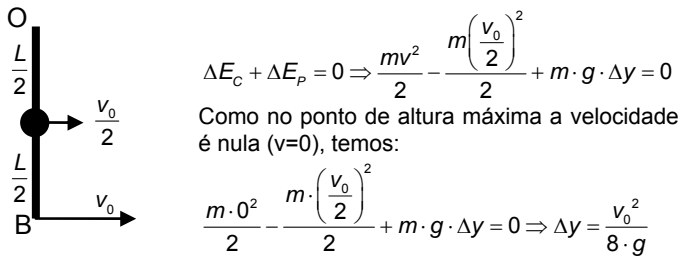 O
L/2
v₀/2
L/2
v₀
B
ΔE_C + ΔE_P = 0 ⇒ mv²/2 − m(v₀/2)²/2 + m · g · Δy = 0
Como no ponto de altura máxima a velocidade
é nula (v=0), temos:
m · 0²/2 − m · (v₀/2)²/2 + m · g · Δy = 0 ⇒ Δy = v₀²/8 · g